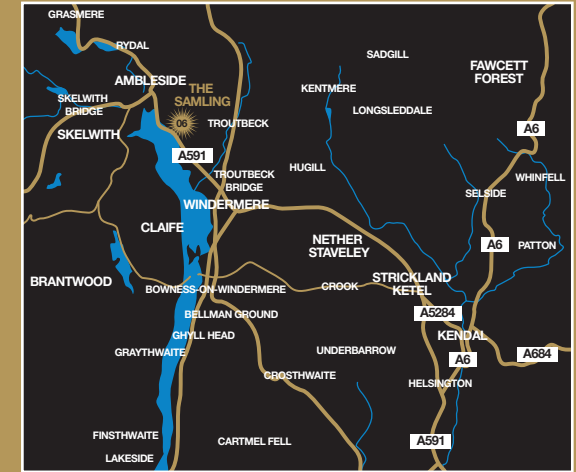 GRASMERE
RYDAL
SADGILL
FAWCETT
FOREST
AMBLESIDE
THE
SAMLING
KENTMERE
SKELWITH
BRIDGE
LONGSLEDDALE
06
TROUTBECK
SKELWITH
A6
A591
HUGILL
TROUTBECK
BRIDGE
WHINFELL
SELSIDE
WINDERMERE
CLAIFE
NETHER
STAVELEY
A6
PATTON
BRANTWOOD
STRICKLAND
KETEL
BOWNESS-ON-WINDERMERE
CROOK
BELLMAN GROUND
A5284
GHYLL HEAD
KENDAL
GRAYTHWAITE
UNDERBARROW
A6
A684
CROSTHWAITE
HELSINGTON
FINSTHWAITE
CARTMEL FELL
A591
LAKESIDE